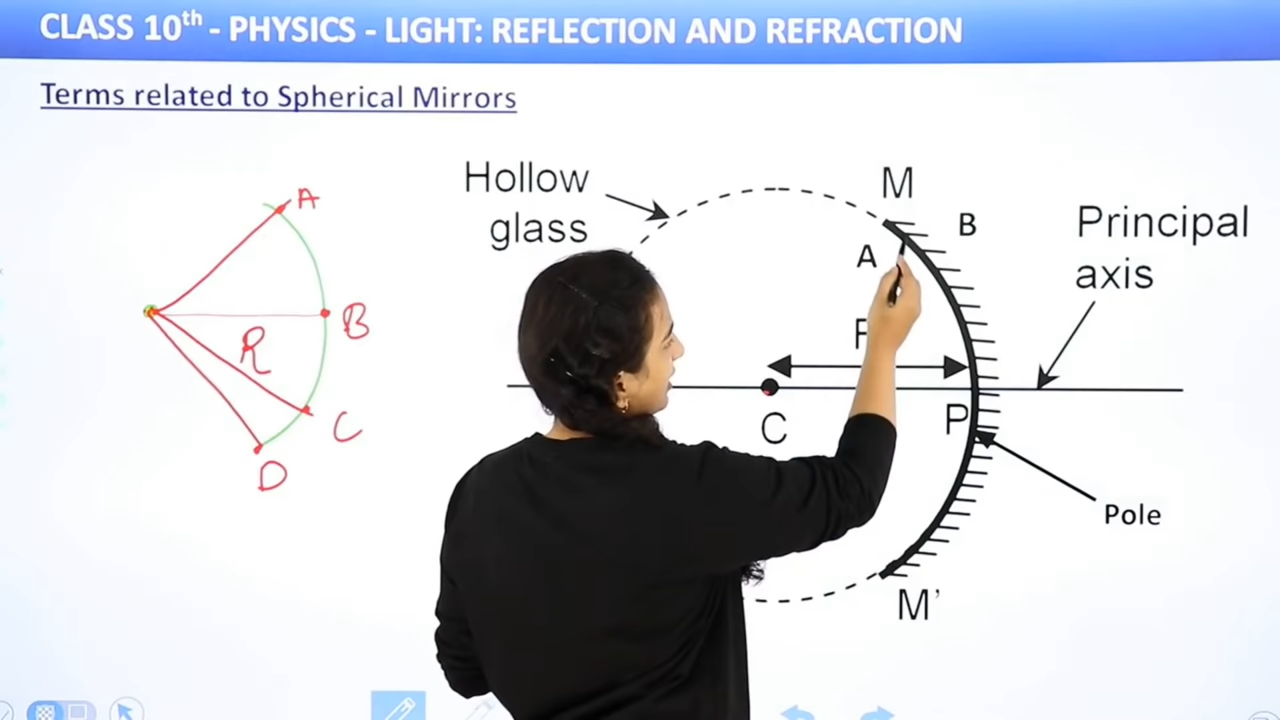 CLASS 10th - PHYSICS - LIGHT: REFLECTION AND REFRACTION
Terms related to Spherical Mirrors
A
B
R
C
D
Hollow
glass
M
B
A
Principal
axis
C
P
Pole
M’